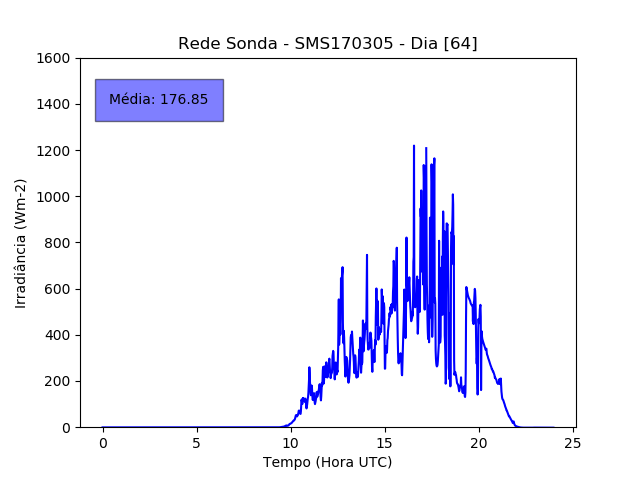 Rede Sonda - SMS170305 - Dia [64]
1600
1400
1200
1000
800
600
400
200
0
Média: 176.85
Irradiância (Wm-2)
0 5 10 15 20 25
Tempo (Hora UTC)